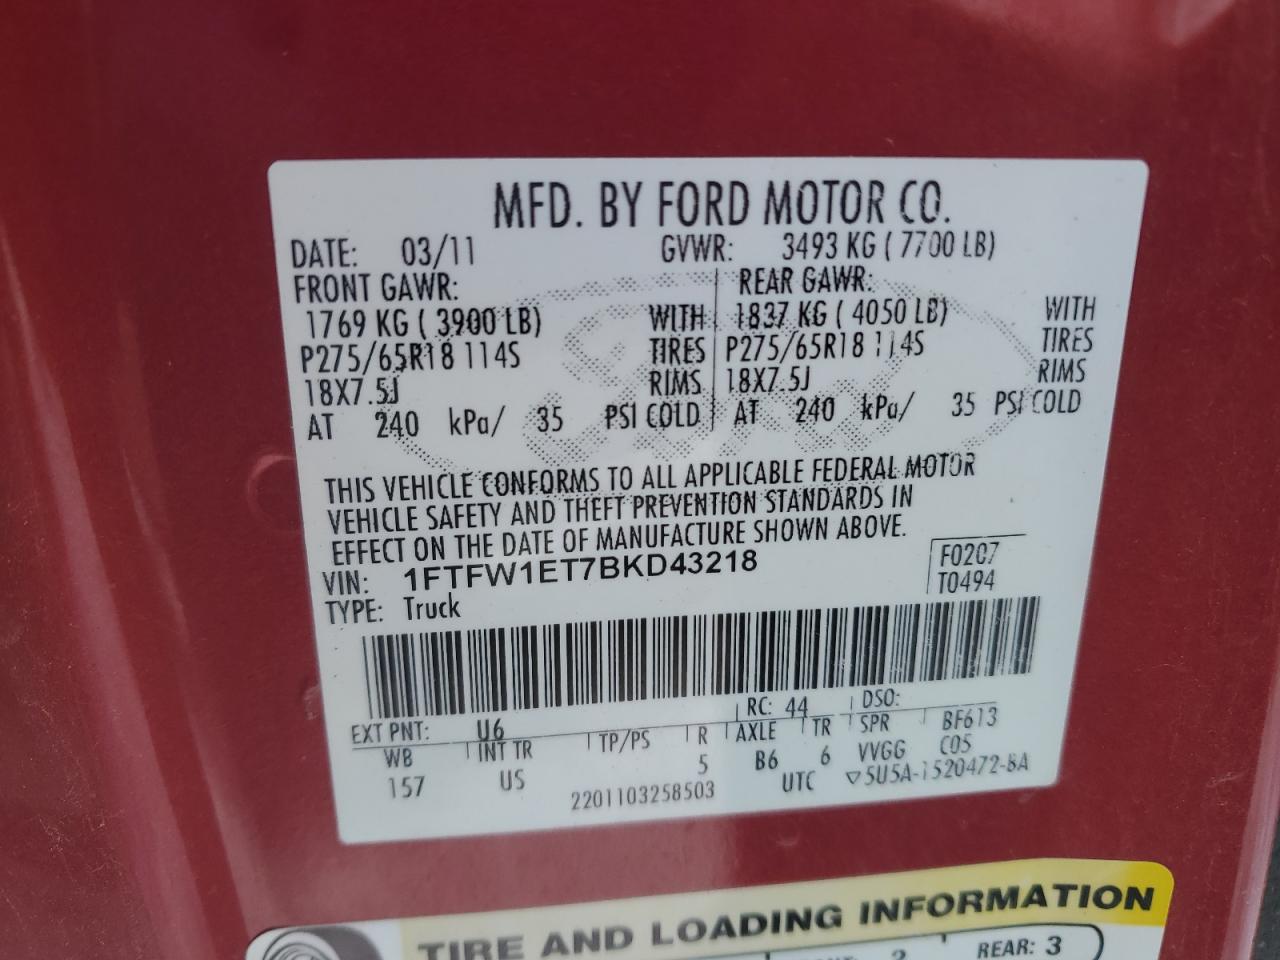 MFD. BY FORD MOTOR CO.
DATE: 03/11 GVWR: 3493 KG ( 7700 LB)
FRONT GAWR: REAR GAWR:
1769 KG ( 3900 LB) WITH 1837 KG ( 4050 LB) WITH
P275/65R18 114S TIRES P275/65R18 114S TIRES
18X7.5J RIMS 18X7.5J RIMS
AT 240 kPa/ 35 PSI COLD AT 240 kPa/ 35 PSI COLD
THIS VEHICLE CONFORMS TO ALL APPLICABLE FEDERAL MOTOR
VEHICLE SAFETY AND THEFT PREVENTION STANDARDS IN
EFFECT ON THE DATE OF MANUFACTURE SHOWN ABOVE.
VIN: 1FTFW1ET7BKD43218 F0207
TYPE: Truck T0494
EXT PNT: U6 RC: 44 DSO:
WB INT TR TP/PS R AXLE TR SPR BF613
157 US 5 B6 6 VVGG C05
2201103258503 UTC ▽5U5A-1520472-BA
TIRE AND LOADING INFORMATION
REAR: 3